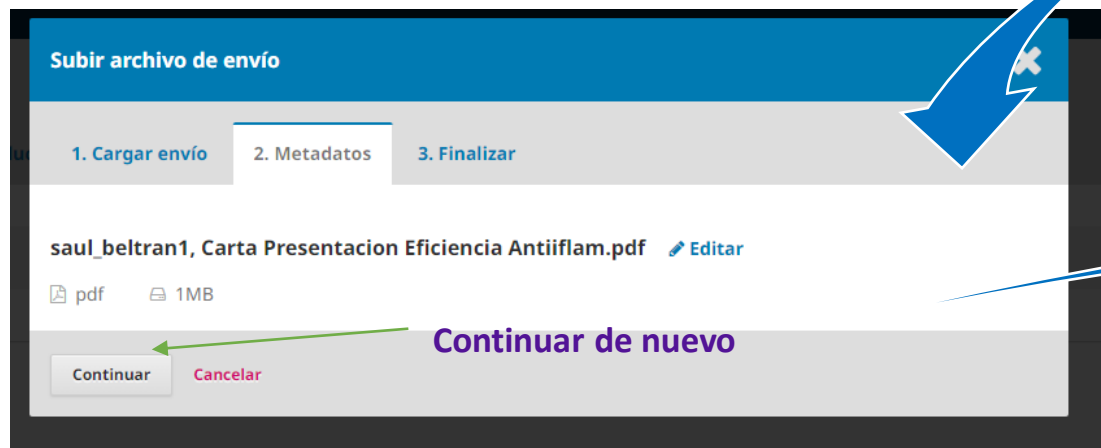 Subir archivo de envío
1. Cargar envío 2. Metadatos 3. Finalizar
saul_beltran1, Carta Presentacion Eficiencia Antiiflam.pdf Editar
pdf 1MB
Continuar de nuevo
Continuar Cancelar